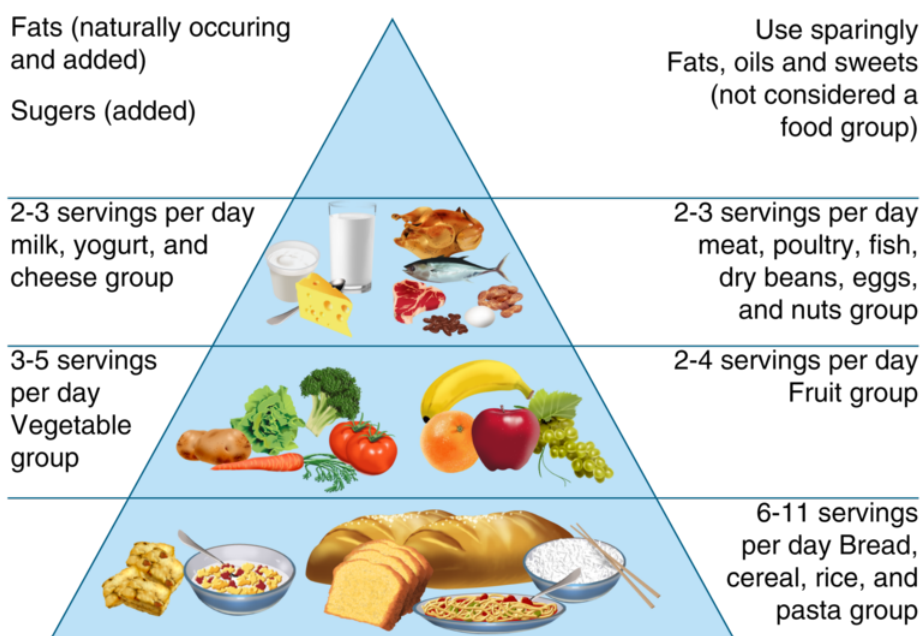 Fats (naturally occuring
and added)
Sugers (added)
Use sparingly
Fats, oils and sweets
(not considered a
food group)
2-3 servings per day
milk, yogurt, and
cheese group
2-3 servings per day
meat, poultry, fish,
dry beans, eggs,
and nuts group
3-5 servings
per day
Vegetable
group
2-4 servings per day
Fruit group
6-11 servings
per day Bread,
cereal, rice, and
pasta group